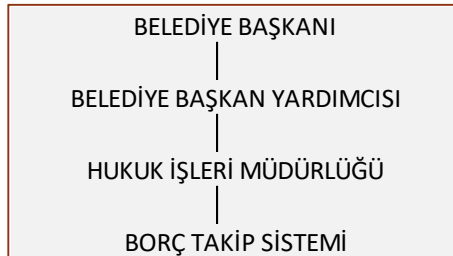 BELEDİYE BAŞKANI
BELEDİYE BAŞKAN YARDIMCISI
HUKUK İŞLERİ MÜDÜRLÜĞÜ
BORÇ TAKİP SİSTEMİ